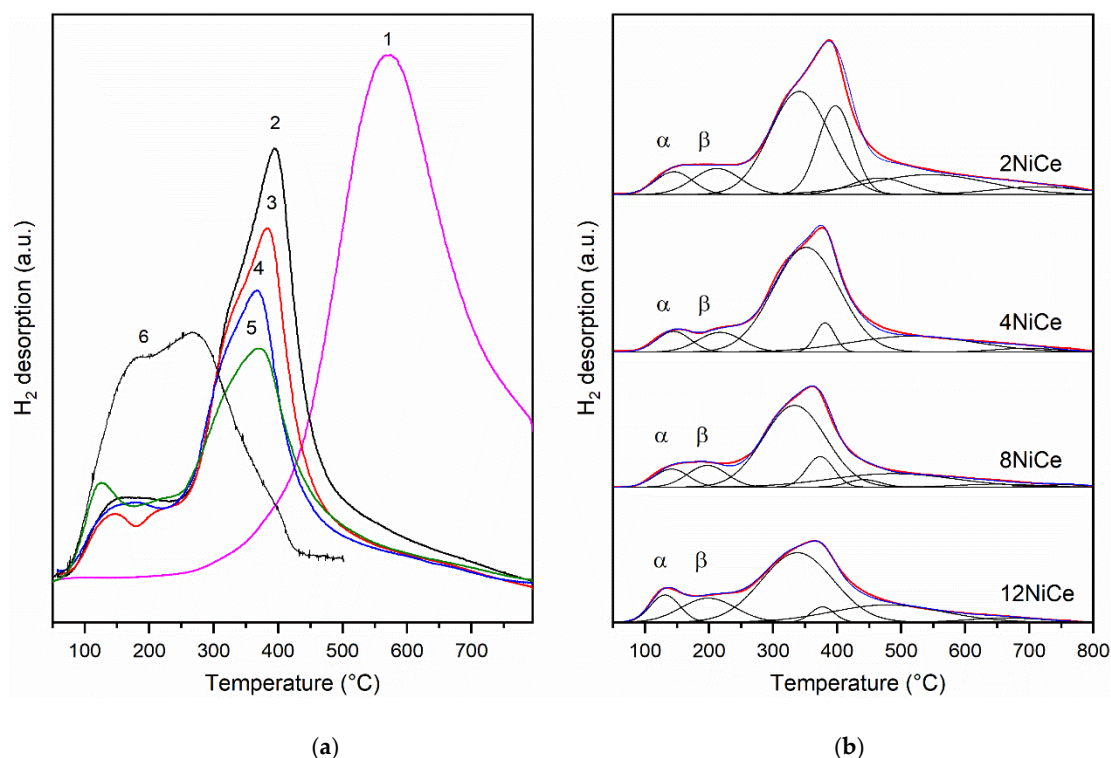 1
2
3
4
5
6
H₂ desorption (a.u.)
100 200 300 400 500 600 700
Temperature (°C)
(a)
α β 2NiCe
α β 4NiCe
α β 8NiCe
α β 12NiCe
H₂ desorption (a.u.)
100 200 300 400 500 600 700 800
Temperature (°C)
(b)